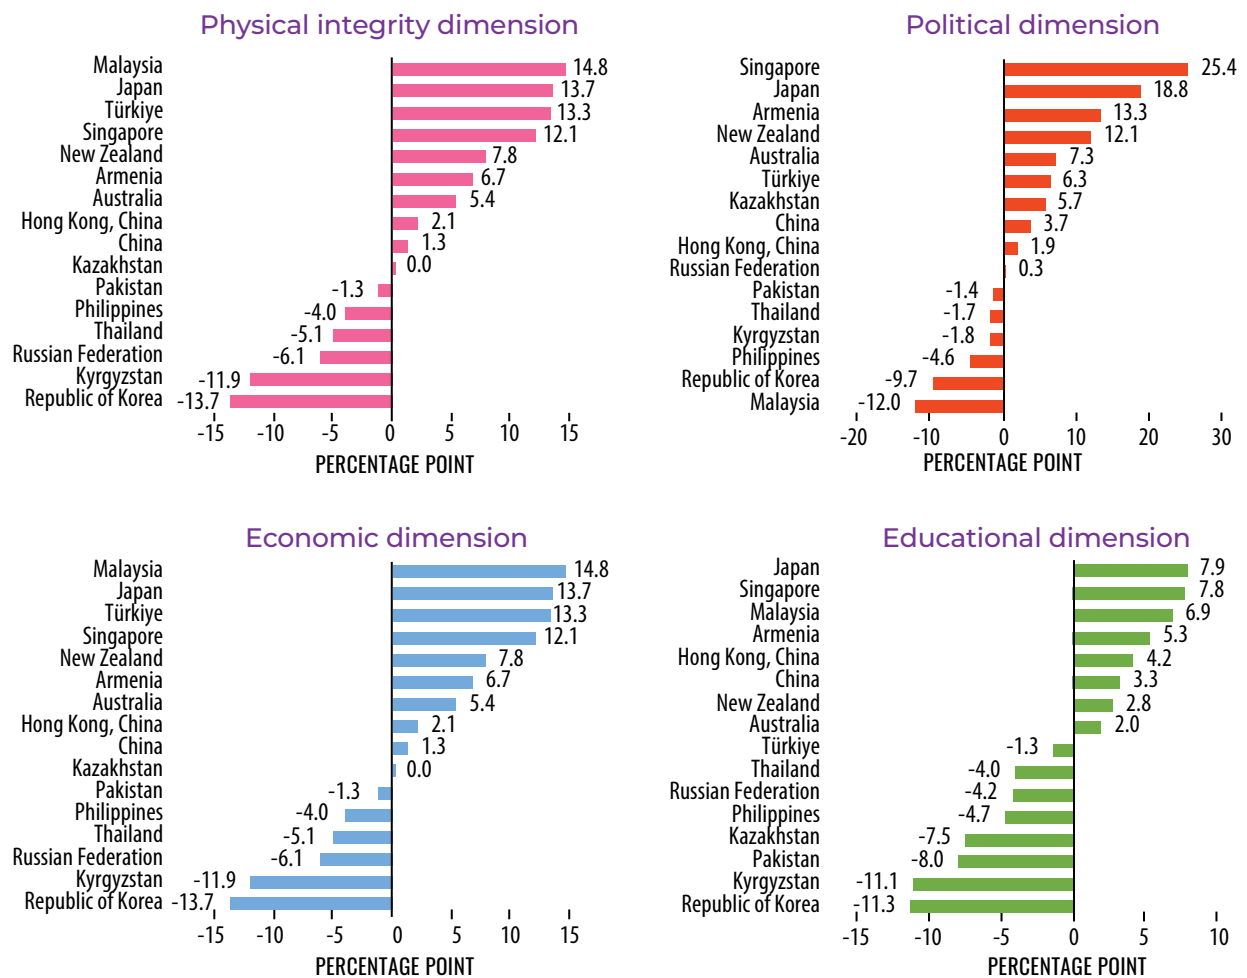 Physical integrity dimension
Malaysia 14.8
Japan 13.7
Türkiye 13.3
Singapore 12.1
New Zealand 7.8
Armenia 6.7
Australia 5.4
Hong Kong, China 2.1
China 1.3
Kazakhstan 0.0
Pakistan -1.3
Philippines -4.0
Thailand -5.1
Russian Federation -6.1
Kyrgyzstan -11.9
Republic of Korea -13.7
-15 -10 -5 0 5 10 15
PERCENTAGE POINT
Political dimension
Singapore 25.4
Japan 18.8
Armenia 13.3
New Zealand 12.1
Australia 7.3
Türkiye 6.3
Kazakhstan 5.7
China 3.7
Hong Kong, China 1.9
Russian Federation 0.3
Pakistan -1.4
Thailand -1.7
Kyrgyzstan -1.8
Philippines -4.6
Republic of Korea -9.7
Malaysia -12.0
-20 -10 0 10 20 30
PERCENTAGE POINT
Economic dimension
Malaysia 14.8
Japan 13.7
Türkiye 13.3
Singapore 12.1
New Zealand 7.8
Armenia 6.7
Australia 5.4
Hong Kong, China 2.1
China 1.3
Kazakhstan 0.0
Pakistan -1.3
Philippines -4.0
Thailand -5.1
Russian Federation -6.1
Kyrgyzstan -11.9
Republic of Korea -13.7
-15 -10 -5 0 5 10 15
PERCENTAGE POINT
Educational dimension
Japan 7.9
Singapore 7.8
Malaysia 6.9
Armenia 5.3
Hong Kong, China 4.2
China 3.3
New Zealand 2.8
Australia 2.0
Türkiye -1.3
Thailand -4.0
Russian Federation -4.2
Philippines -4.7
Kazakhstan -7.5
Pakistan -8.0
Kyrgyzstan -11.1
Republic of Korea -11.3
-15 -10 -5 0 5 10
PERCENTAGE POINT